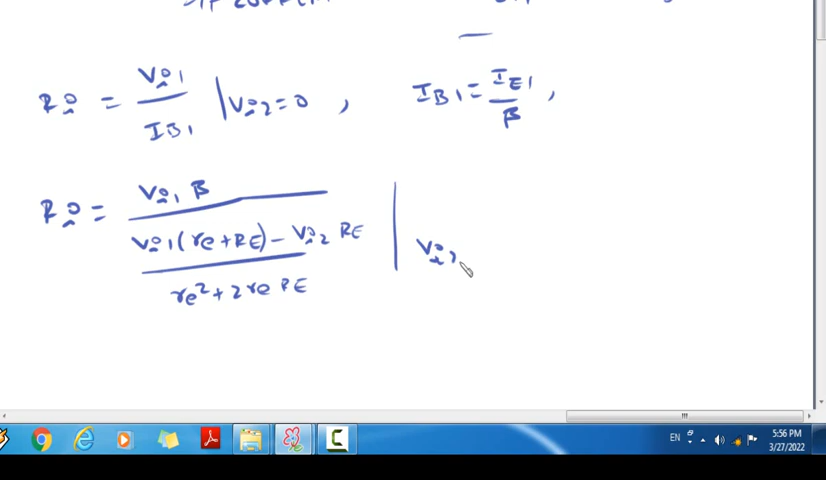 Ri = Vi1 / IB1 | Vi2 = 0 , IB1 = IE1 / β ,
Ri = Vi1 β / ((Vi1 (re + RE) - Vi2 RE) / (re² + 2 re RE)) | Vi2
EN 5:56 PM
3/27/2022